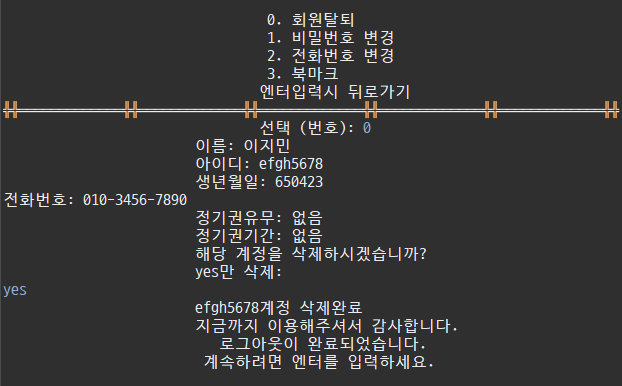 0. 회원탈퇴
1. 비밀번호 변경
2. 전화번호 변경
3. 북마크
엔터입력시 뒤로가기
╬╬════════════╬╬════════════╬╬════════════╬╬════════════╬╬════════════╬╬
선택 (번호): 0
이름: 이지민
아이디: efgh5678
생년월일: 650423
전화번호: 010-3456-7890
정기권유무: 없음
정기권기간: 없음
해당 계정을 삭제하시겠습니까?
yes만 삭제:
yes
efgh5678계정 삭제완료
지금까지 이용해주셔서 감사합니다.
로그아웃이 완료되었습니다.
계속하려면 엔터를 입력하세요.